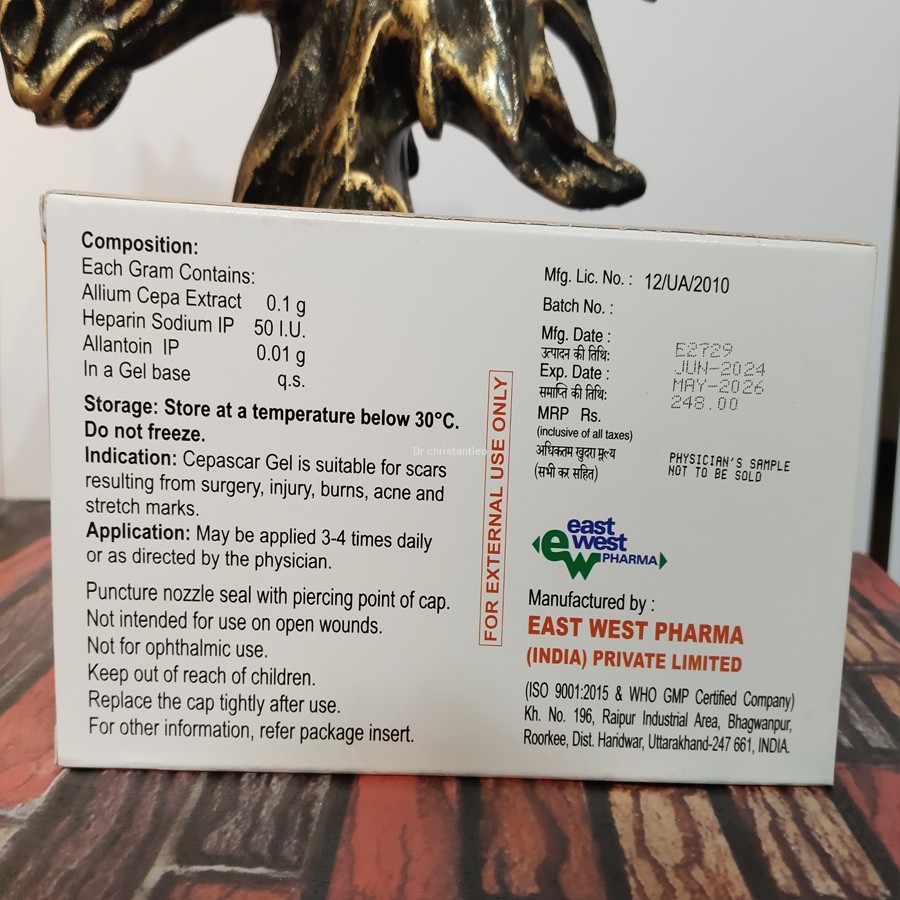 Composition:
Each Gram Contains:
Allium Cepa Extract 0.1 g
Heparin Sodium IP 50 I.U.
Allantoin IP 0.01 g
In a Gel base q.s.
Storage: Store at a temperature below 30°C.
Do not freeze.
Indication: Cepascar Gel is suitable for scars
resulting from surgery, injury, burns, acne and
stretch marks.
Application: May be applied 3-4 times daily
or as directed by the physician.
Puncture nozzle seal with piercing point of cap.
Not intended for use on open wounds.
Not for ophthalmic use.
Keep out of reach of children.
Replace the cap tightly after use.
For other information, refer package insert.
Dr christantleo
FOR EXTERNAL USE ONLY
Mfg. Lic. No. : 12/UA/2010
Batch No. :
Mfg. Date :
उत्पादन की तिथि:
Exp. Date :
समाप्ति की तिथि:
MRP Rs.
(inclusive of all taxes)
अधिकतम खुदरा मूल्य
(सभी कर सहित)
E2729
JUN-2024
MAY-2026
248.00
PHYSICIAN'S SAMPLE
NOT TO BE SOLD
east
west
ew PHARMA
Manufactured by :
EAST WEST PHARMA
(INDIA) PRIVATE LIMITED
(ISO 9001:2015 & WHO GMP Certified Company)
Kh. No. 196, Raipur Industrial Area, Bhagwanpur,
Roorkee, Dist. Haridwar, Uttarakhand-247 661, INDIA.